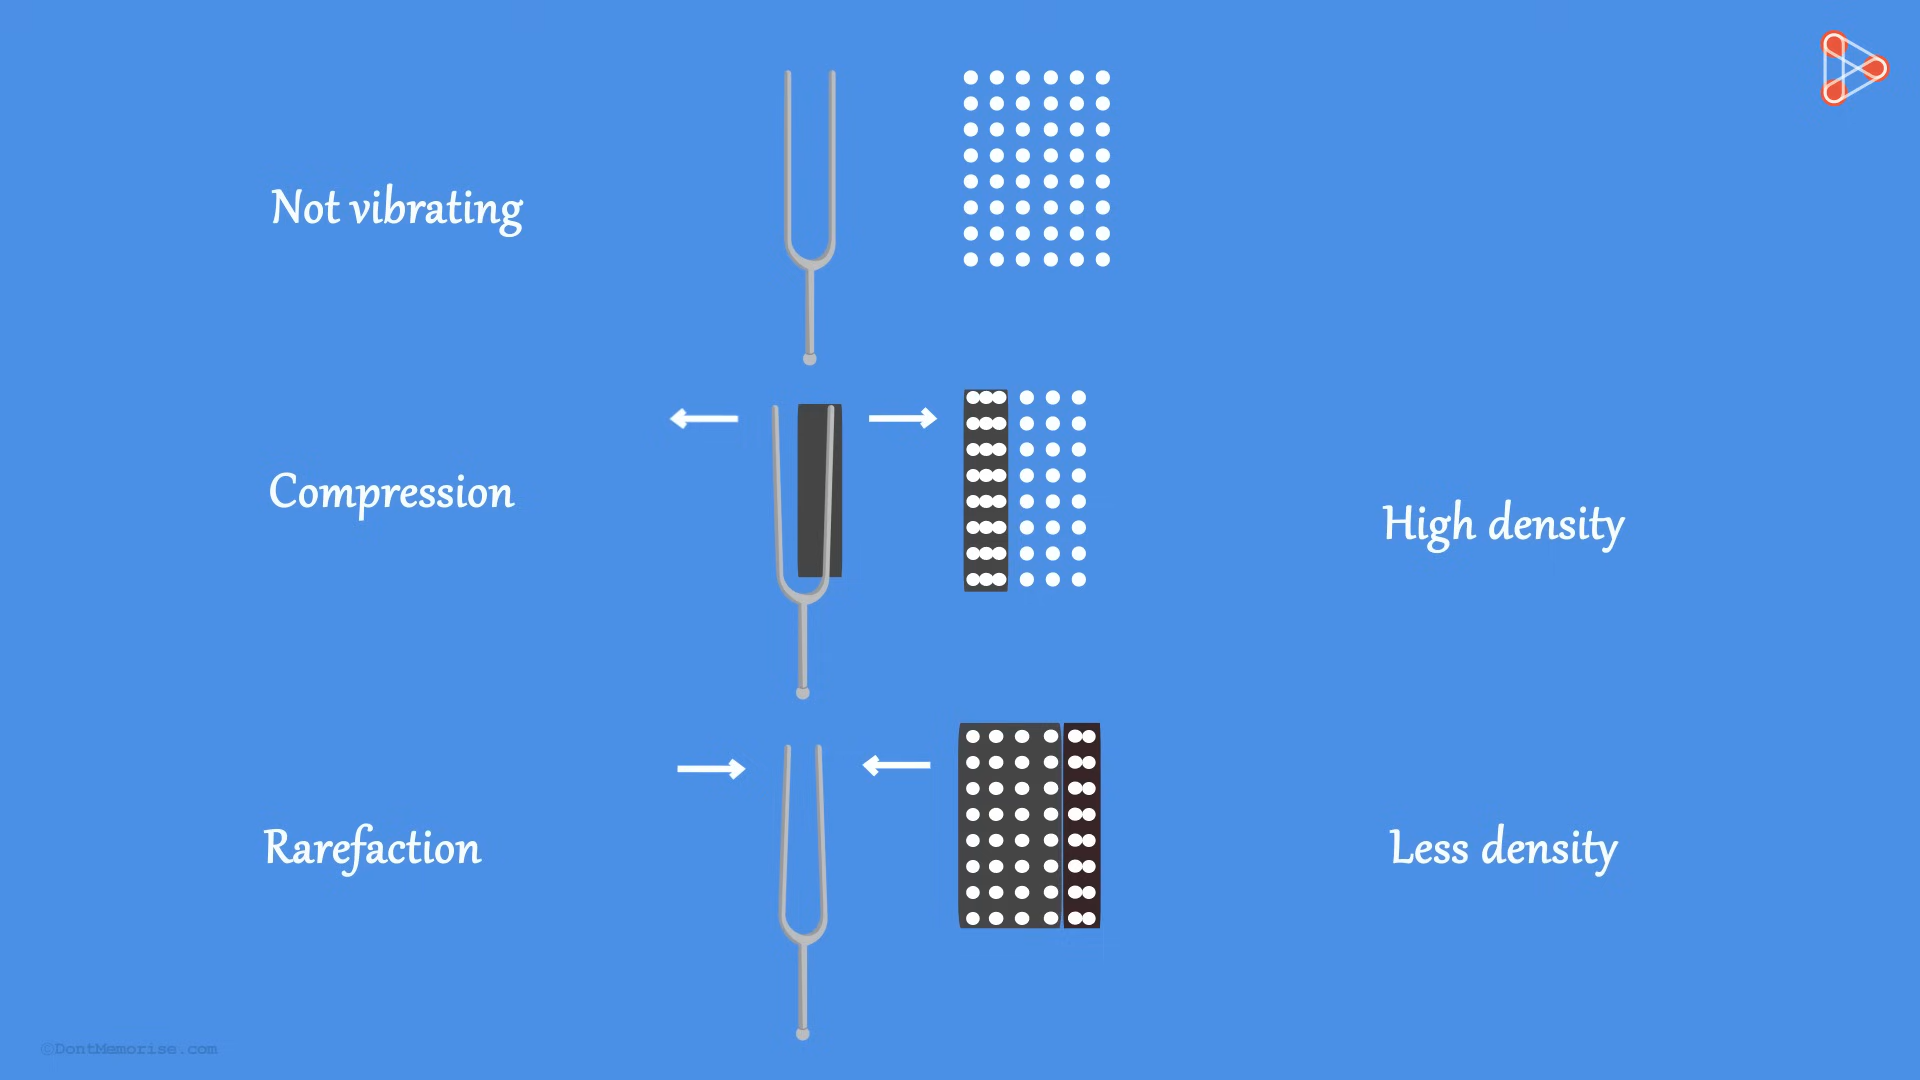 Not vibrating
Compression
High density
Rarefaction
Less density
©DontMemorise.com